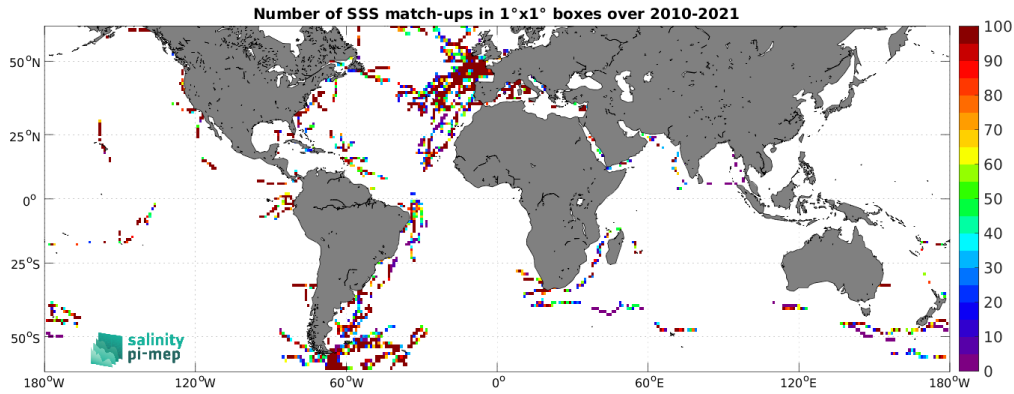 Number of SSS match-ups in 1°x1° boxes over 2010-2021
50°N
25°N
0°
25°S
50°S
180°W
120°W
60°W
0°
60°E
120°E
180°W
100
90
80
70
60
50
40
30
20
10
0
salinity
pi-mep